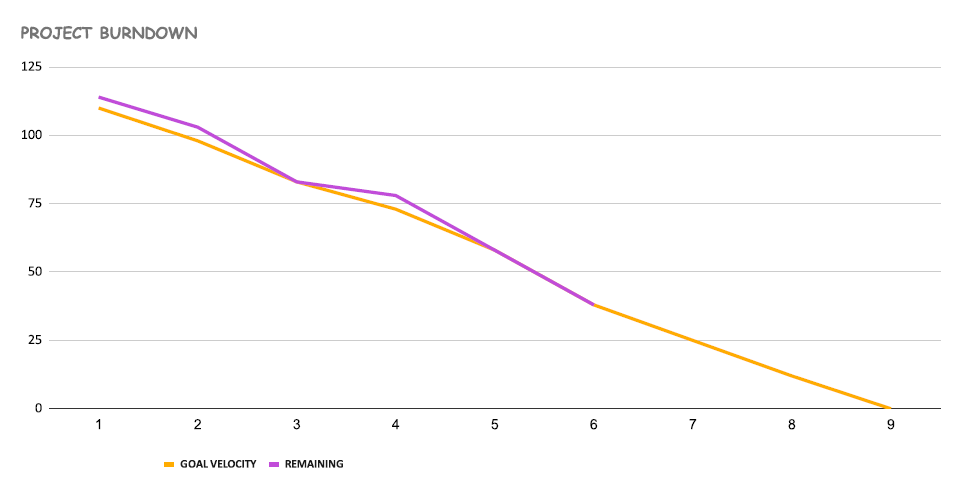 PROJECT BURNDOWN
125
100
75
50
25
0
1 2 3 4 5 6 7 8 9
GOAL VELOCITY REMAINING